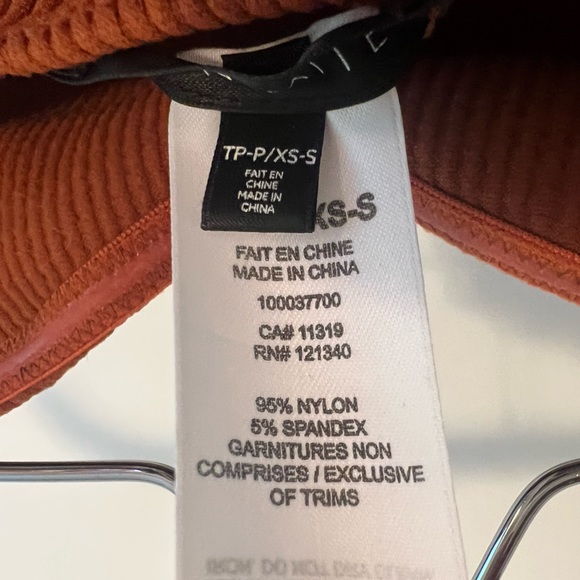 TP-P/XS-S
FAIT EN
CHINE
MADE IN
CHINA
XS-S
FAIT EN CHINE
MADE IN CHINA
100037700
CA# 11319
RN# 121340
95% NYLON
5% SPANDEX
GARNITURES NON
COMPRISES / EXCLUSIVE
OF TRIMS